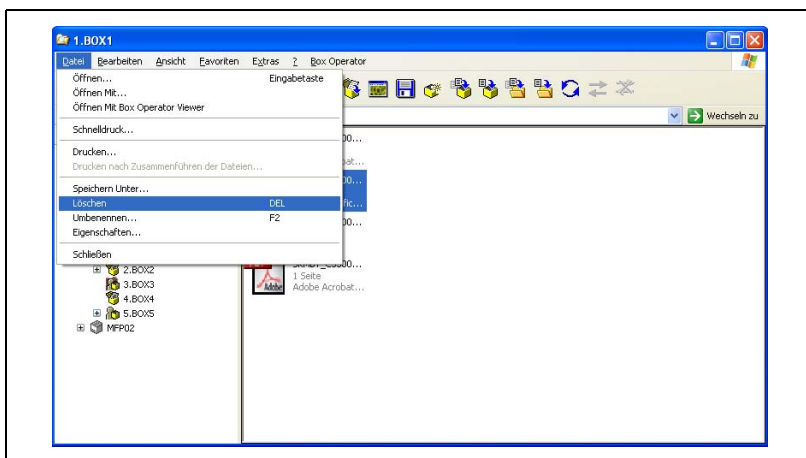 1.BOX1
Datei Bearbeiten Ansicht Favoriten Extras ? Box Operator
Öffnen... Eingabetaste
Öffnen Mit...
Öffnen Mit Box Operator Viewer
Wechseln zu
Schnelldruck...
Drucken...
Drucken nach Zusammenführen der Dateien...
Speichern Unter...
Löschen DEL
Umbenennen... F2
Eigenschaften...
Schließen
2.BOX2
1 Seite
3.BOX3
Adobe Acrobat...
Adobe
4.BOX4
5.BOX5
MFP02